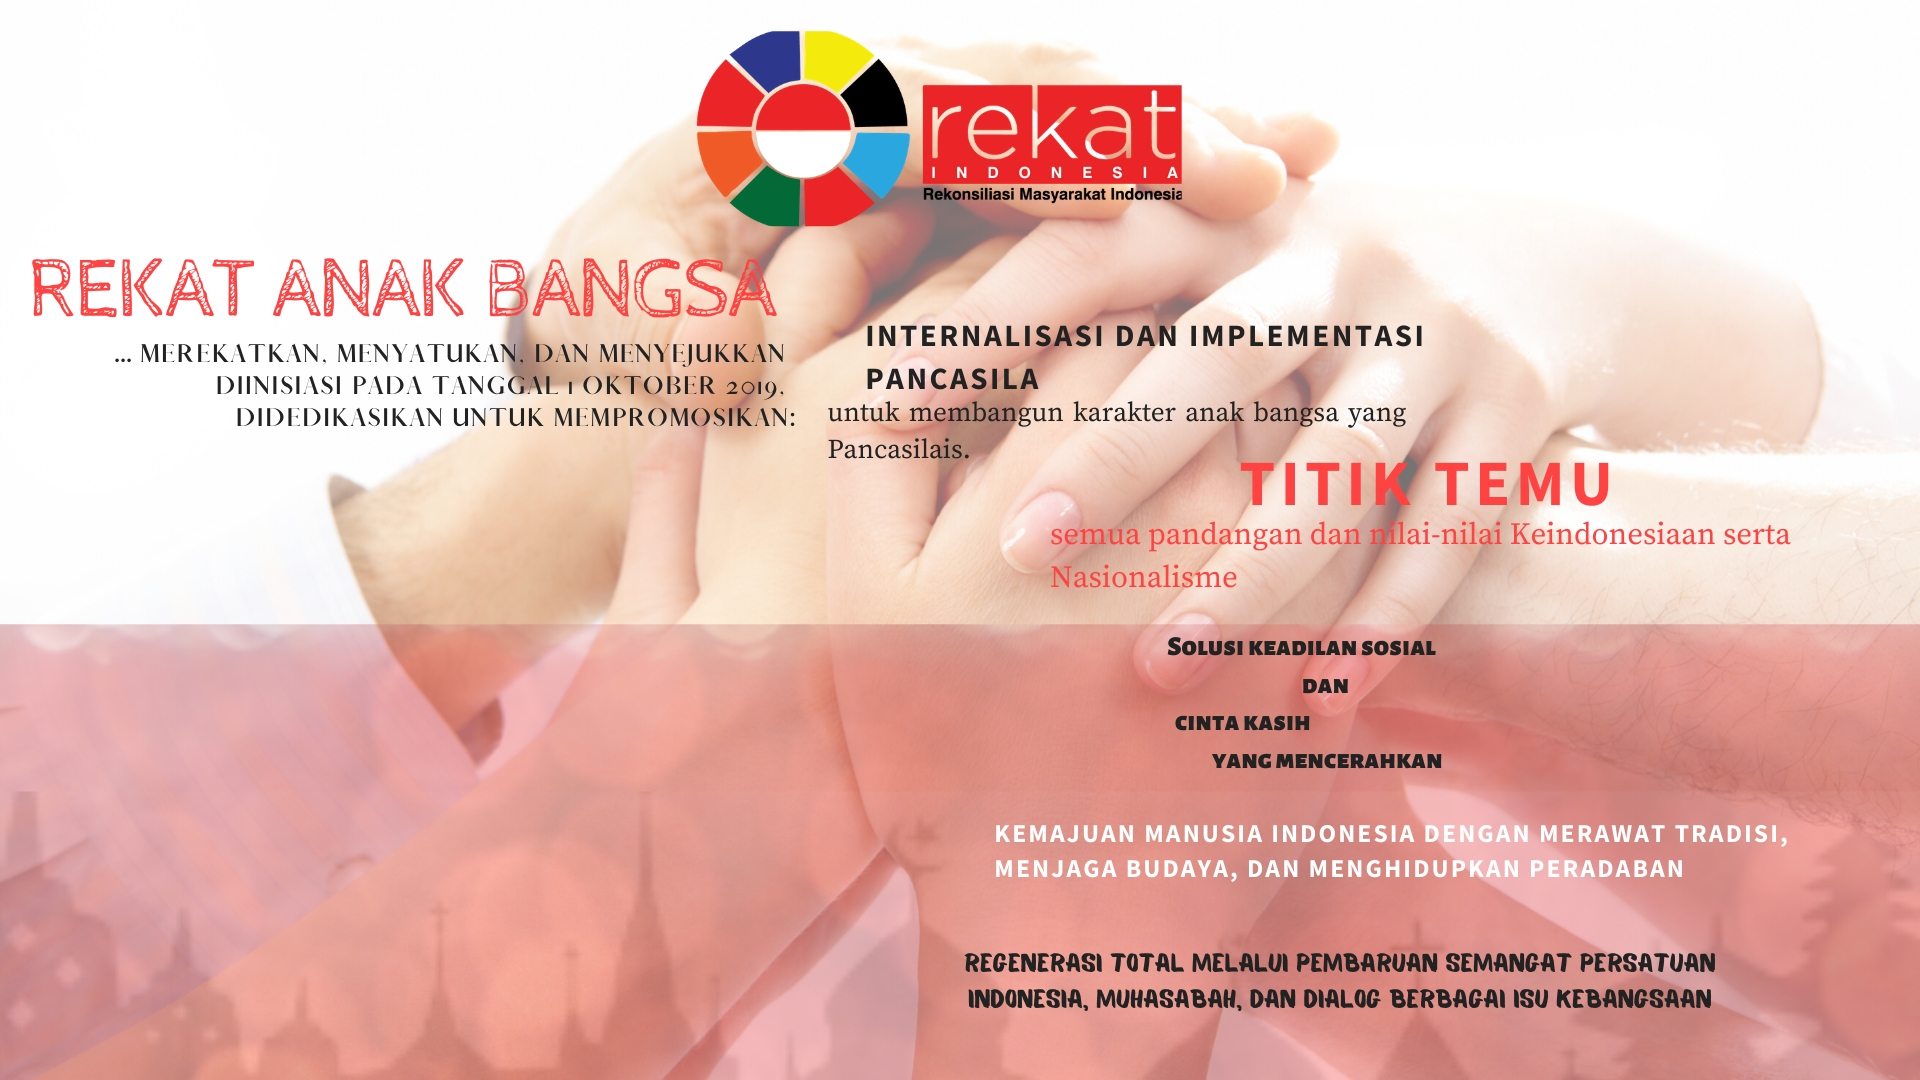 rekat
INDONESIA
Rekonsiliasi Masyarakat Indonesia
REKAT ANAK BANGSA
... MEREKATKAN, MENYATUKAN, DAN MENYEJUKKAN
DIINISIASI PADA TANGGAL 1 OKTOBER 2019,
DIDEDIKASIKAN UNTUK MEMPROMOSIKAN:
INTERNALISASI DAN IMPLEMENTASI
PANCASILA
untuk membangun karakter anak bangsa yang
Pancasilais.
TITIK TEMU
semua pandangan dan nilai-nilai Keindonesiaan serta
Nasionalisme
SOLUSI KEADILAN SOSIAL
DAN
CINTA KASIH
YANG MENCERAHKAN
KEMAJUAN MANUSIA INDONESIA DENGAN MERAWAT TRADISI,
MENJAGA BUDAYA, DAN MENGHIDUPKAN PERADABAN
REGENERASI TOTAL MELALUI PEMBARUAN SEMANGAT PERSATUAN
INDONESIA, MUHASABAH, DAN DIALOG BERBAGAI ISU KEBANGSAAN